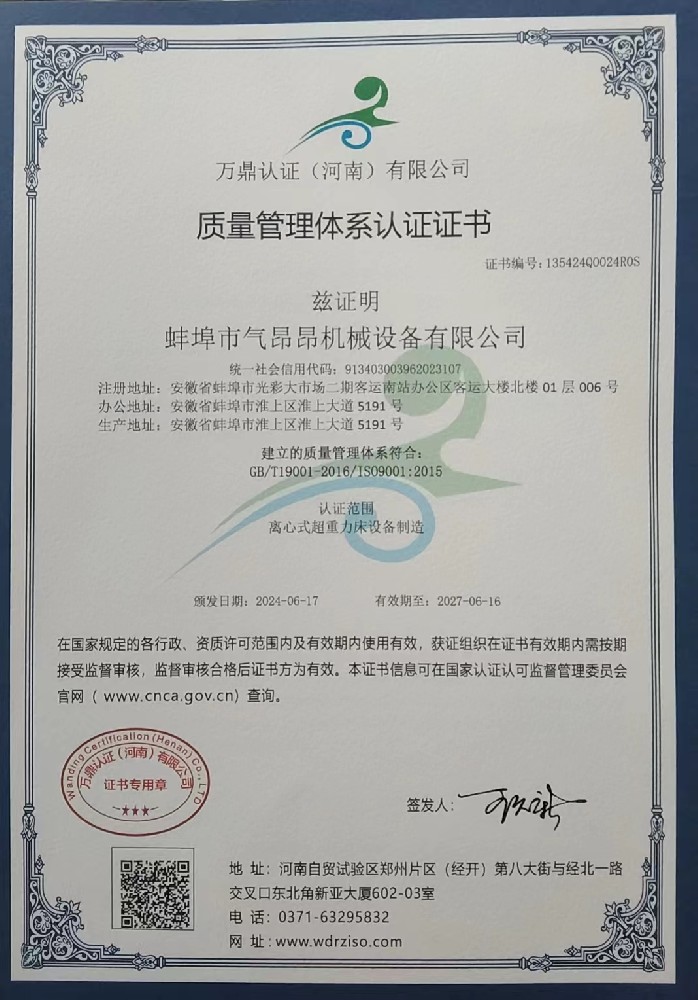 万鼎认证（河南）有限公司
质量管理体系认证证书
证书编号：135424Q0024R0S
兹证明
蚌埠市气昂昂机械设备有限公司
统一社会信用代码：913403003962023107
注册地址：安徽省蚌埠市光彩大市场二期客运南站办公区客运大楼北楼 01 层 006 号
办公地址：安徽省蚌埠市淮上区淮上大道 5191 号
生产地址：安徽省蚌埠市淮上区淮上大道 5191 号
建立的质量管理体系符合：
GB/T19001-2016/ISO9001:2015
认证范围
离心式超重力床设备制造
颁发日期：2024-06-17 有效期至：2027-06-16
在国家规定的各行政、资质许可范围内及有效期内使用有效，获证组织在证书有效期内需按期
接受监督审核，监督审核合格后证书方为有效。本证书信息可在国家认证认可监督管理委员会
官网（ www.cnca.gov.cn）查询。
Wanding Certification (Henan) Co., LTD
万鼎认证（河南）有限公司
证书专用章
签发人：
地 址：河南自贸试验区郑州片区（经开）第八大街与经北一路
交叉口东北角新亚大厦602-03室
电 话：0371-63295832
网 址：www.wdrziso.com